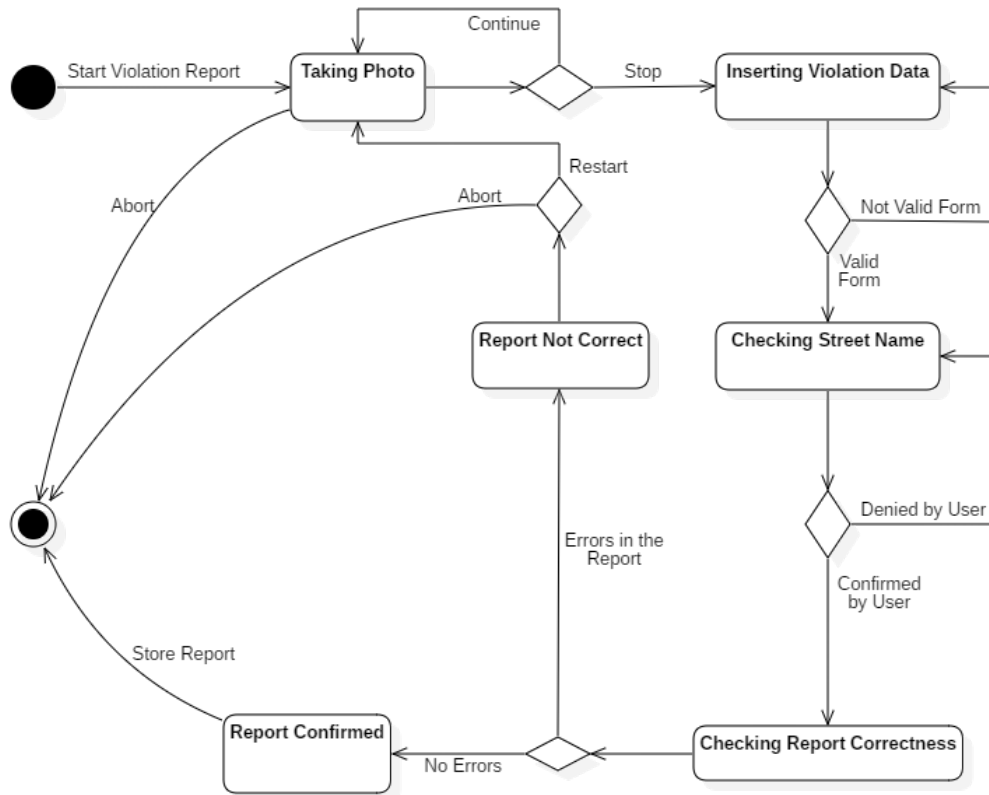 Continue
Start Violation Report
Taking Photo
Stop
Inserting Violation Data
Restart
Abort
Abort
Not Valid Form
Valid
Form
Report Not Correct
Checking Street Name
Denied by User
Errors in the
Report
Confirmed
by User
Store Report
Report Confirmed
No Errors
Checking Report Correctness